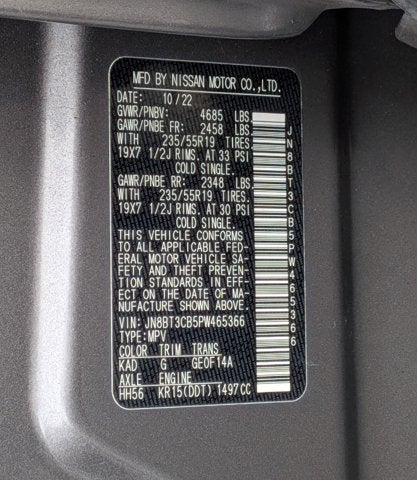 MFD BY NISSAN MOTOR CO.,LTD.
DATE: 10/22
GVWR/PNBV: 4685 LBS
GAWR/PNBE FR: 2458 LBS
WITH 235/55R19 TIRES
19X7 1/2J RIMS. AT 33 PSI
COLD SINGLE.
GAWR/PNBE RR: 2348 LBS.
WITH 235/55R19 TIRES
19X7 1/2J RIMS. AT 30 PSI
COLD SINGLE.
THIS VEHICLE CONFORMS
TO ALL APPLICABLE FED-
ERAL MOTOR VEHICLE SA-
FETY AND THEFT PREVEN-
TION STANDARDS IN EF-
FECT ON THE DATE OF MA-
NUFACTURE SHOWN ABOVE.
VIN: JN8BT3CB5PW465366
TYPE: MPV
COLOR TRIM TRANS
KAD G GE0F14A
AXLE ENGINE
HH56 KR15(DDT) 1497CC
JN8BT3CB5PW465366